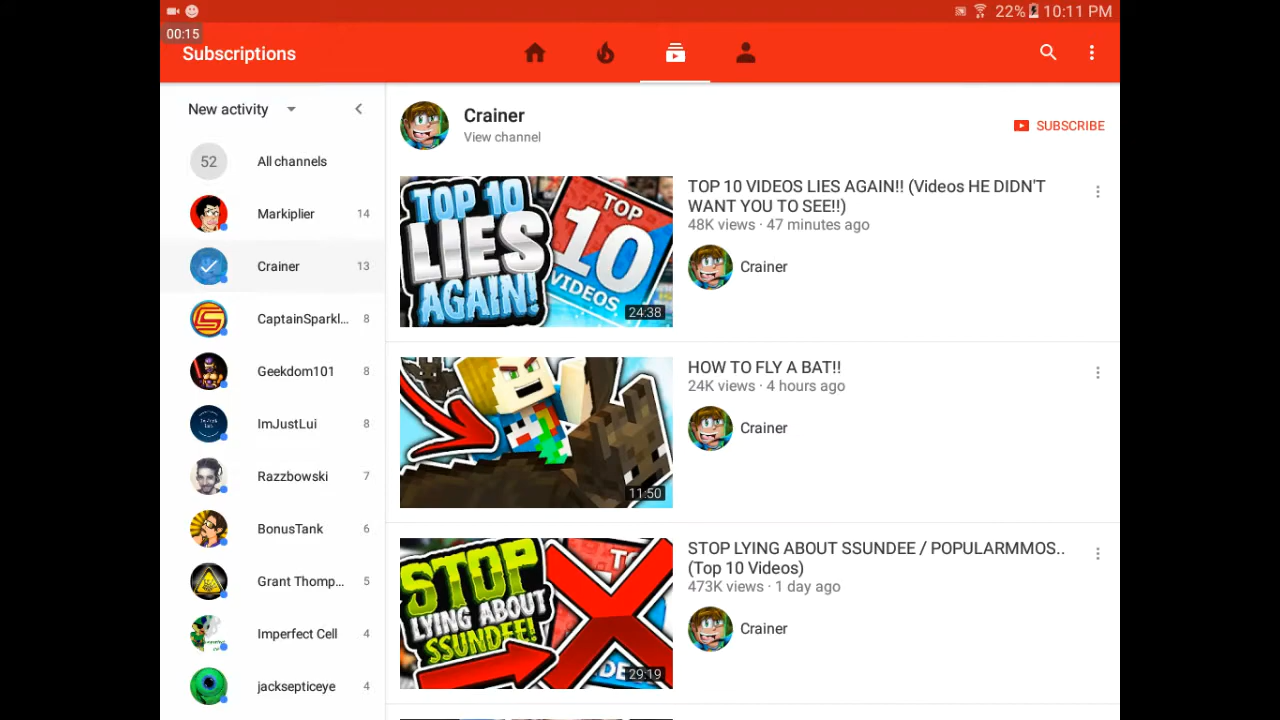 22% 10:11 PM
00:15
Subscriptions
New activity
52 All channels
Markiplier 14
Crainer 13
CaptainSparkl... 8
Geekdom101 8
ImJustLui 8
Razzbowski 7
BonusTank 6
Grant Thomp... 5
Imperfect Cell 4
jacksepticeye 4
Crainer
View channel
SUBSCRIBE
TOP 10
LIES
AGAIN!
TOP
10
VIDEOS
24:38
TOP 10 VIDEOS LIES AGAIN!! (Videos HE DIDN'T
WANT YOU TO SEE!!)
48K views · 47 minutes ago
Crainer
11:50
HOW TO FLY A BAT!!
24K views · 4 hours ago
Crainer
STOP
LYING ABOUT
SSUNDEE!
29:19
STOP LYING ABOUT SSUNDEE / POPULARMMOS..
(Top 10 Videos)
473K views · 1 day ago
Crainer